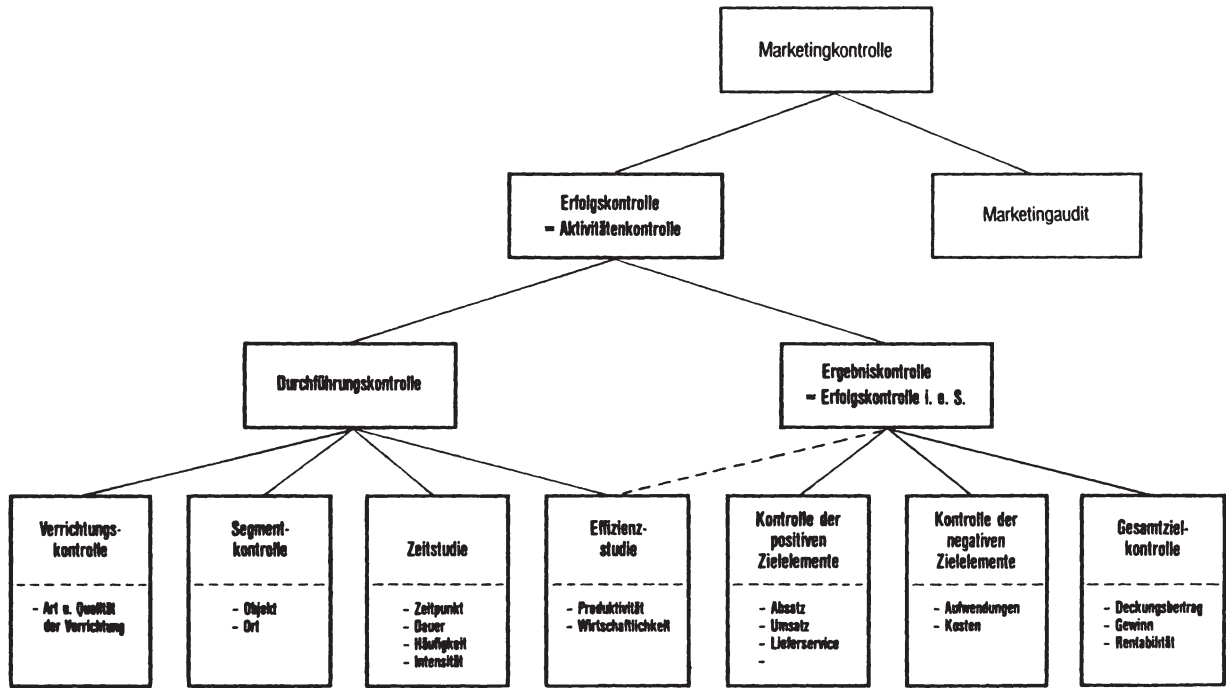 Marketingkontrolle
Erfolgskontrolle
= Aktivitätenkontrolle
Marketingaudit
Durchführungskontrolle
Ergebniskontrolle
= Erfolgskontrolle i. e. S.
Verrichtungs-
kontrolle
- Art u. Qualität
der Verrichtung
Segment-
kontrolle
- Objekt
- Ort
Zeitstudie
- Zeitpunkt
- Dauer
- Häufigkeit
- Intensität
Effizienz-
studie
- Produktivität
- Wirtschaftlichkeit
Kontrolle der
positiven
Zielelemente
- Absatz
- Umsatz
- Lieferservice
-
Kontrolle der
negativen
Zielelemente
- Aufwendungen
- Kosten
Gesamtziel-
kontrolle
- Deckungsbertrag
- Gewinn
- Rentabilität